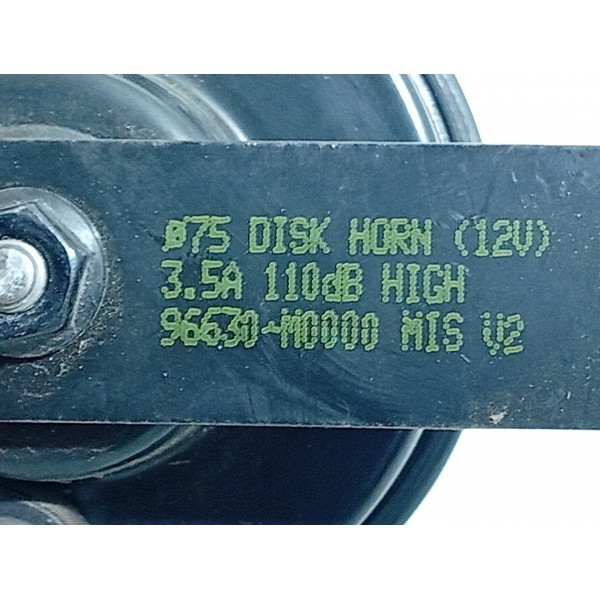 Ø75 DISK HORN (12V)
3.5A 110dB HIGH
96630-M0000 MIS V2